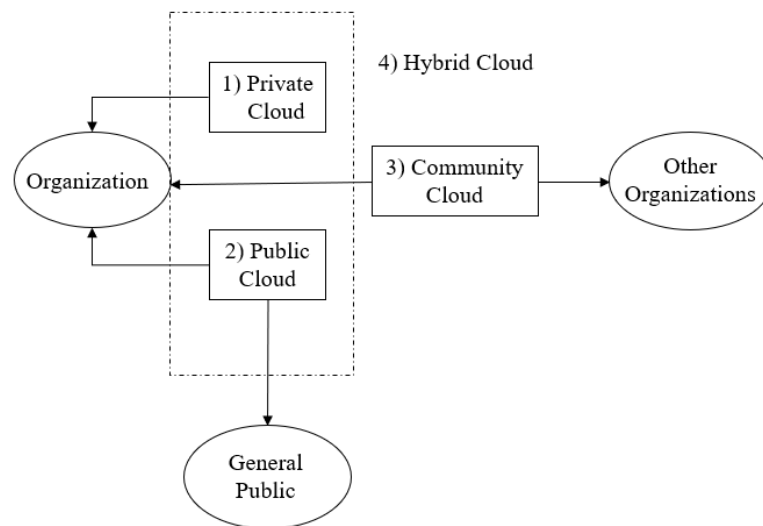 1) Private
Cloud
4) Hybrid Cloud
Organization
3) Community
Cloud
Other
Organizations
2) Public
Cloud
General
Public